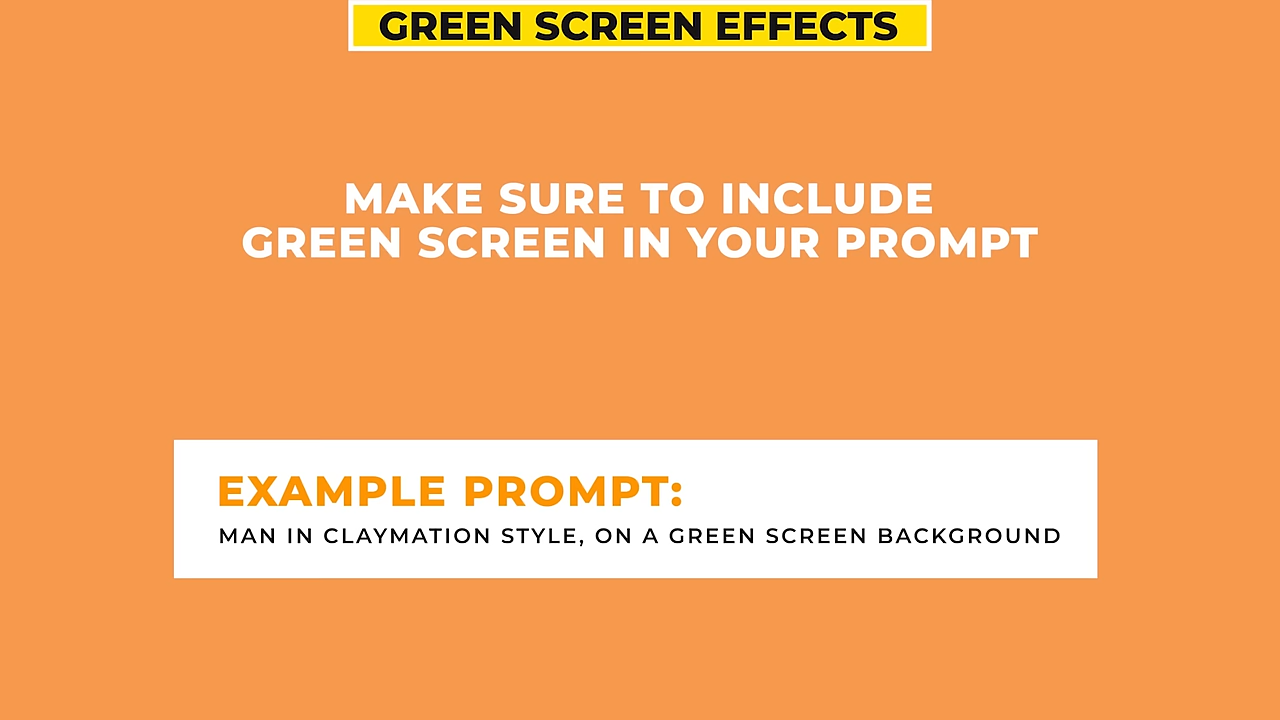 GREEN SCREEN EFFECTS
MAKE SURE TO INCLUDE
GREEN SCREEN IN YOUR PROMPT
EXAMPLE PROMPT:
MAN IN CLAYMATION STYLE, ON A GREEN SCREEN BACKGROUND